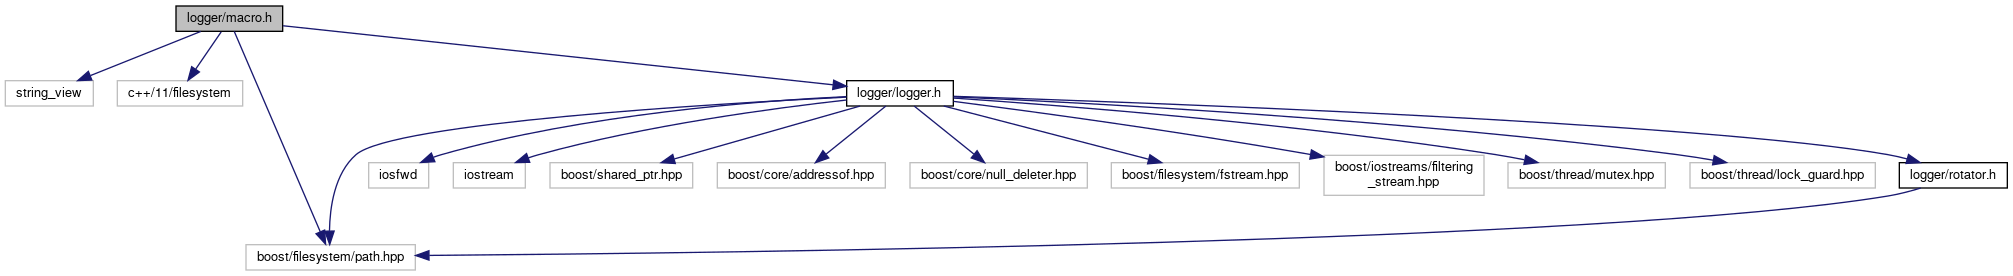 logger/macro.h
string_view
c++/11/filesystem
logger/logger.h
iosfwd
iostream
boost/shared_ptr.hpp
boost/core/addressof.hpp
boost/core/null_deleter.hpp
boost/filesystem/fstream.hpp
boost/iostreams/filtering
_stream.hpp
boost/thread/mutex.hpp
boost/thread/lock_guard.hpp
logger/rotator.h
boost/filesystem/path.hpp